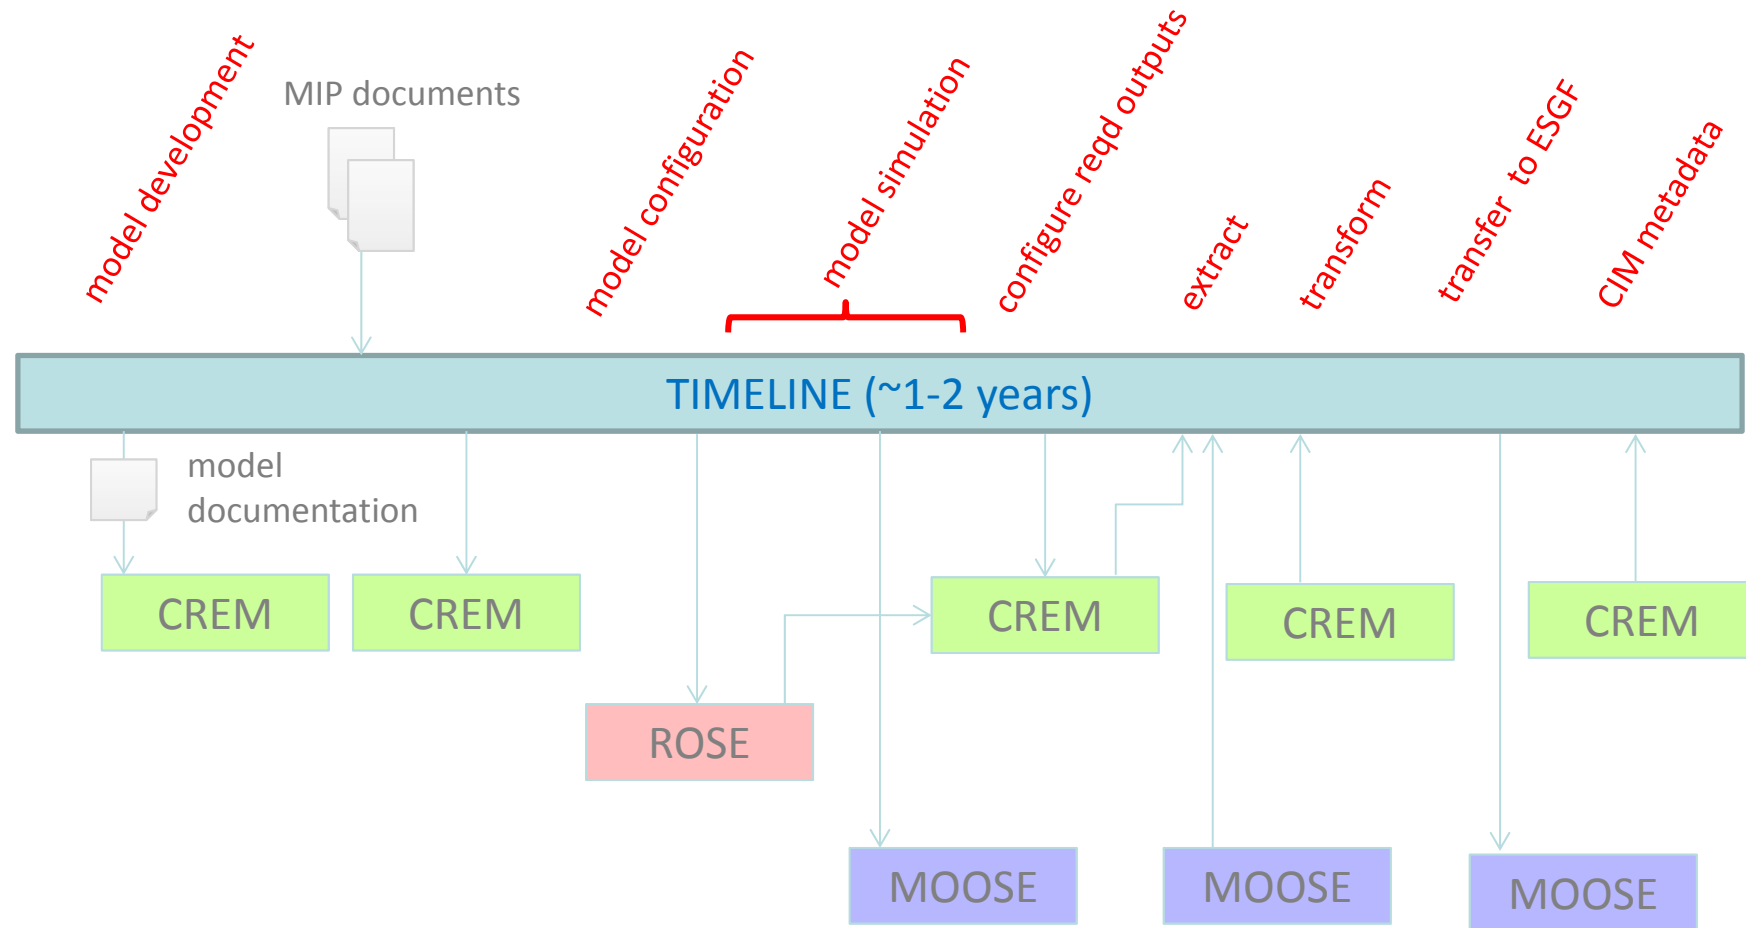 model development
MIP documents
model configuration
model simulation
configure reqd outputs
extract
transform
transfer to ESGF
CIM metadata
TIMELINE (~1-2 years)
model
documentation
CREM
CREM
CREM
CREM
CREM
ROSE
MOOSE
MOOSE
MOOSE